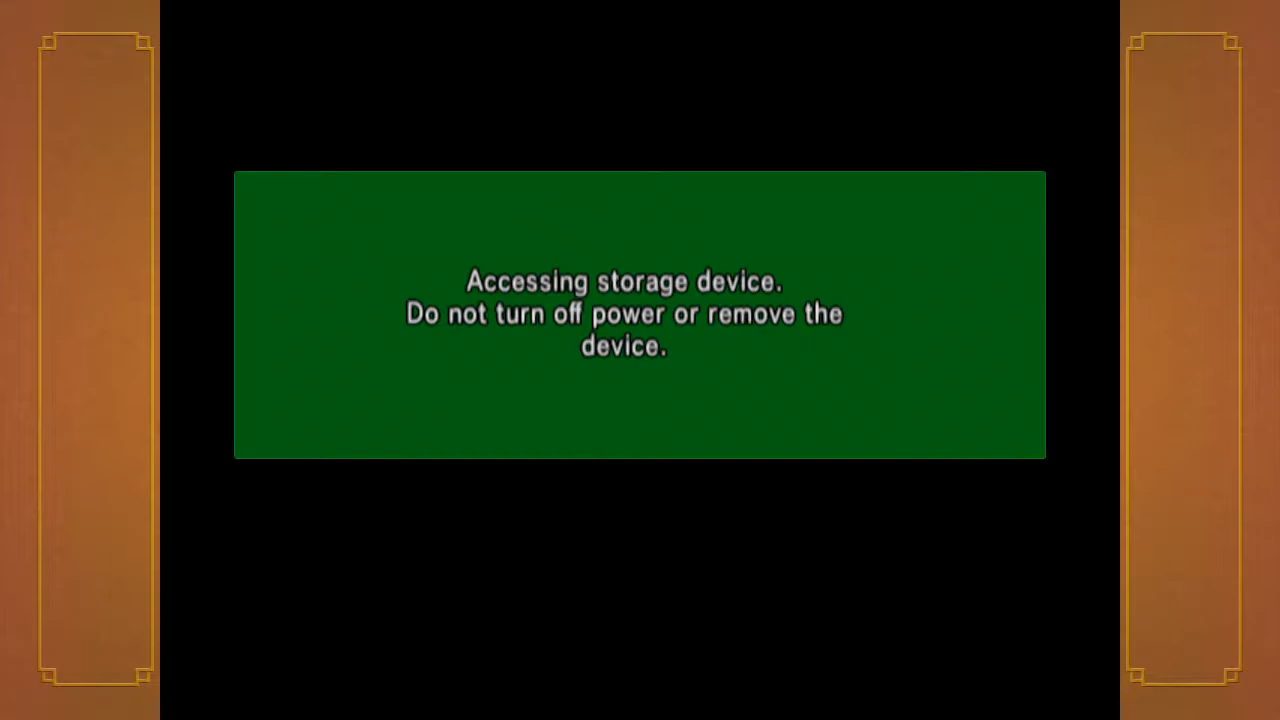 Accessing storage device.
Do not turn off power or remove the
device.